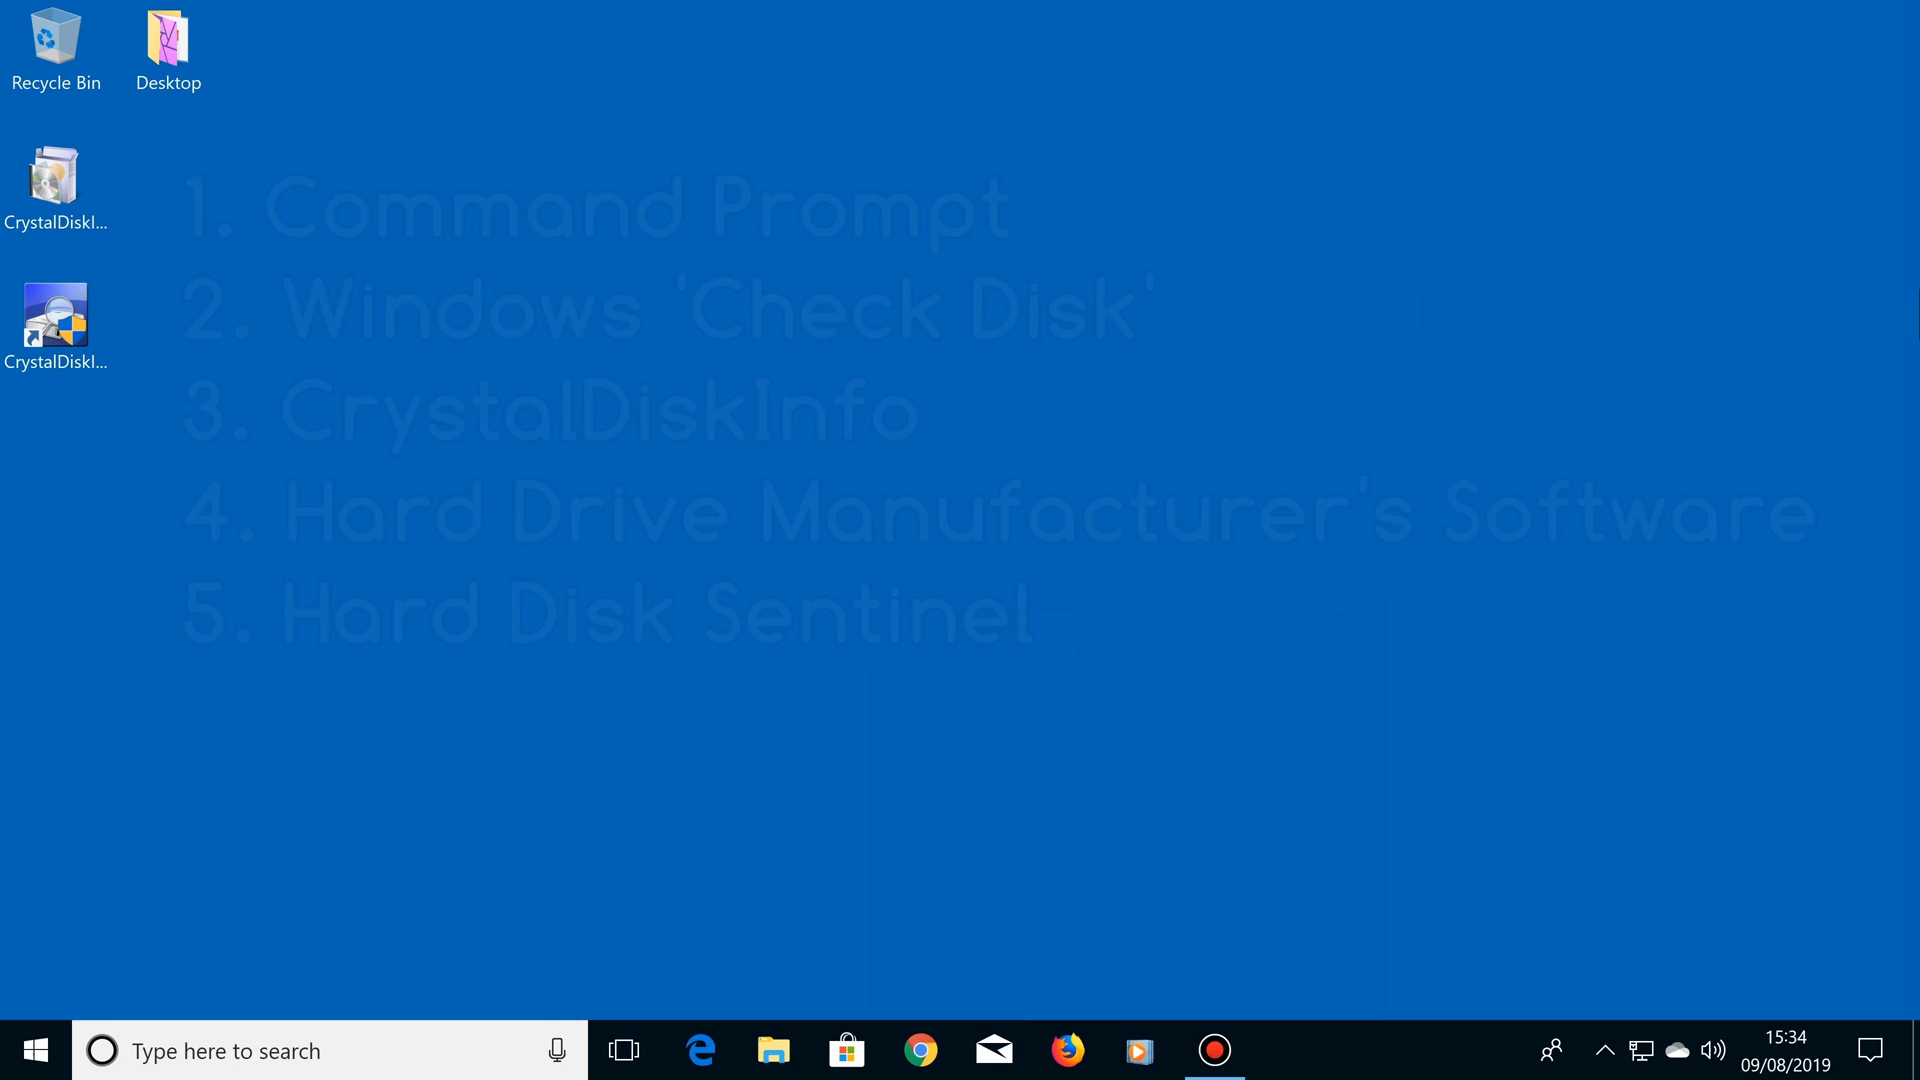 Recycle Bin
Desktop
CrystalDiskI...
CrystalDiskI...
1. Command Prompt
2. Windows 'Check Disk'
3. CrystalDiskInfo
4. Hard Drive Manufacturer's Software
5. Hard Disk Sentinel
Type here to search
15:34
09/08/2019